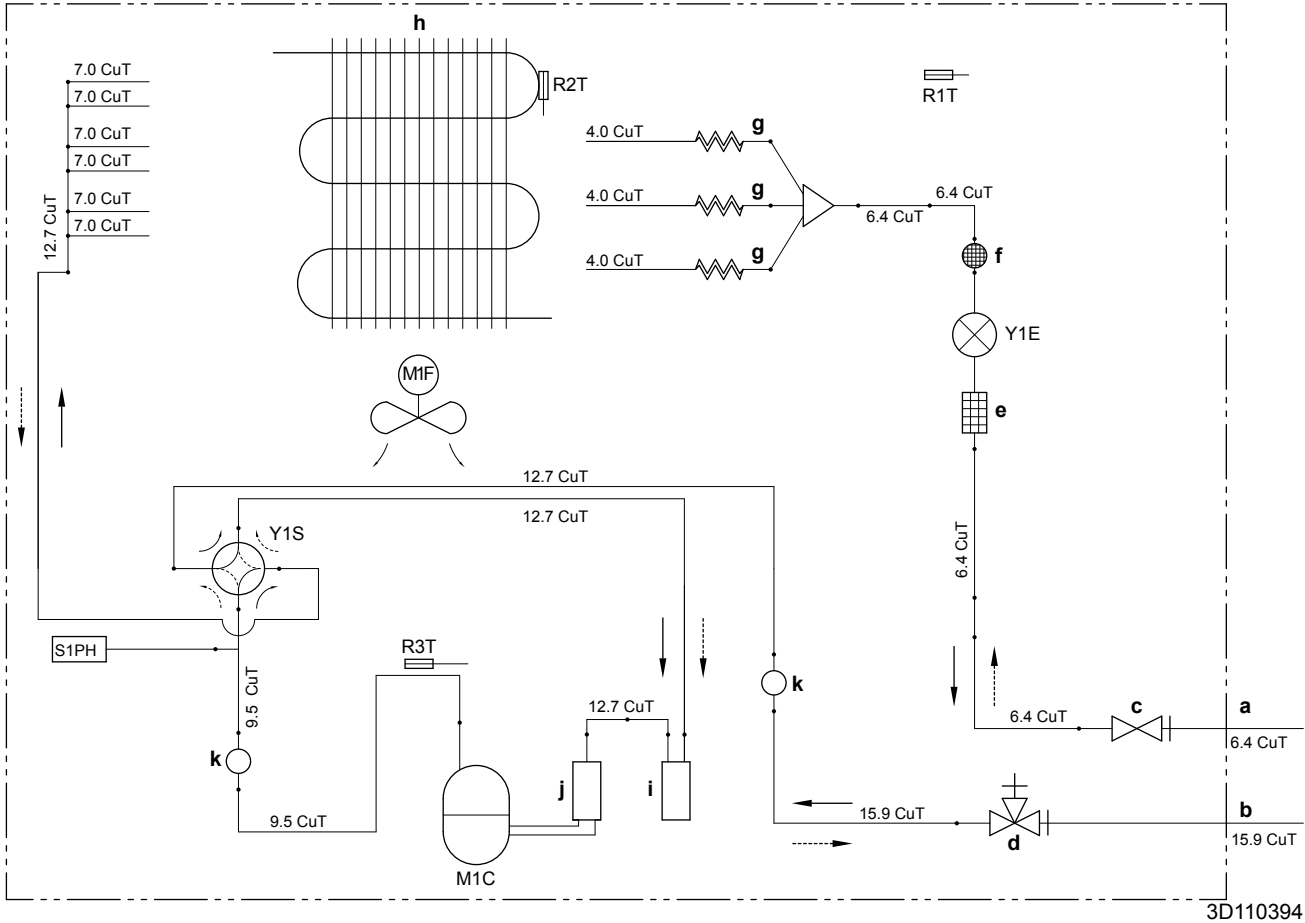 h
7.0 CuT
7.0 CuT
7.0 CuT
7.0 CuT
7.0 CuT
7.0 CuT
12.7 CuT
R2T
R1T
4.0 CuT
g
4.0 CuT
g
4.0 CuT
g
6.4 CuT
6.4 CuT
f
Y1E
e
M1F
12.7 CuT
12.7 CuT
Y1S
6.4 CuT
S1PH
R3T
9.5 CuT
k
9.5 CuT
M1C
12.7 CuT
j
i
k
6.4 CuT
c
a
6.4 CuT
15.9 CuT
d
b
15.9 CuT
3D110394